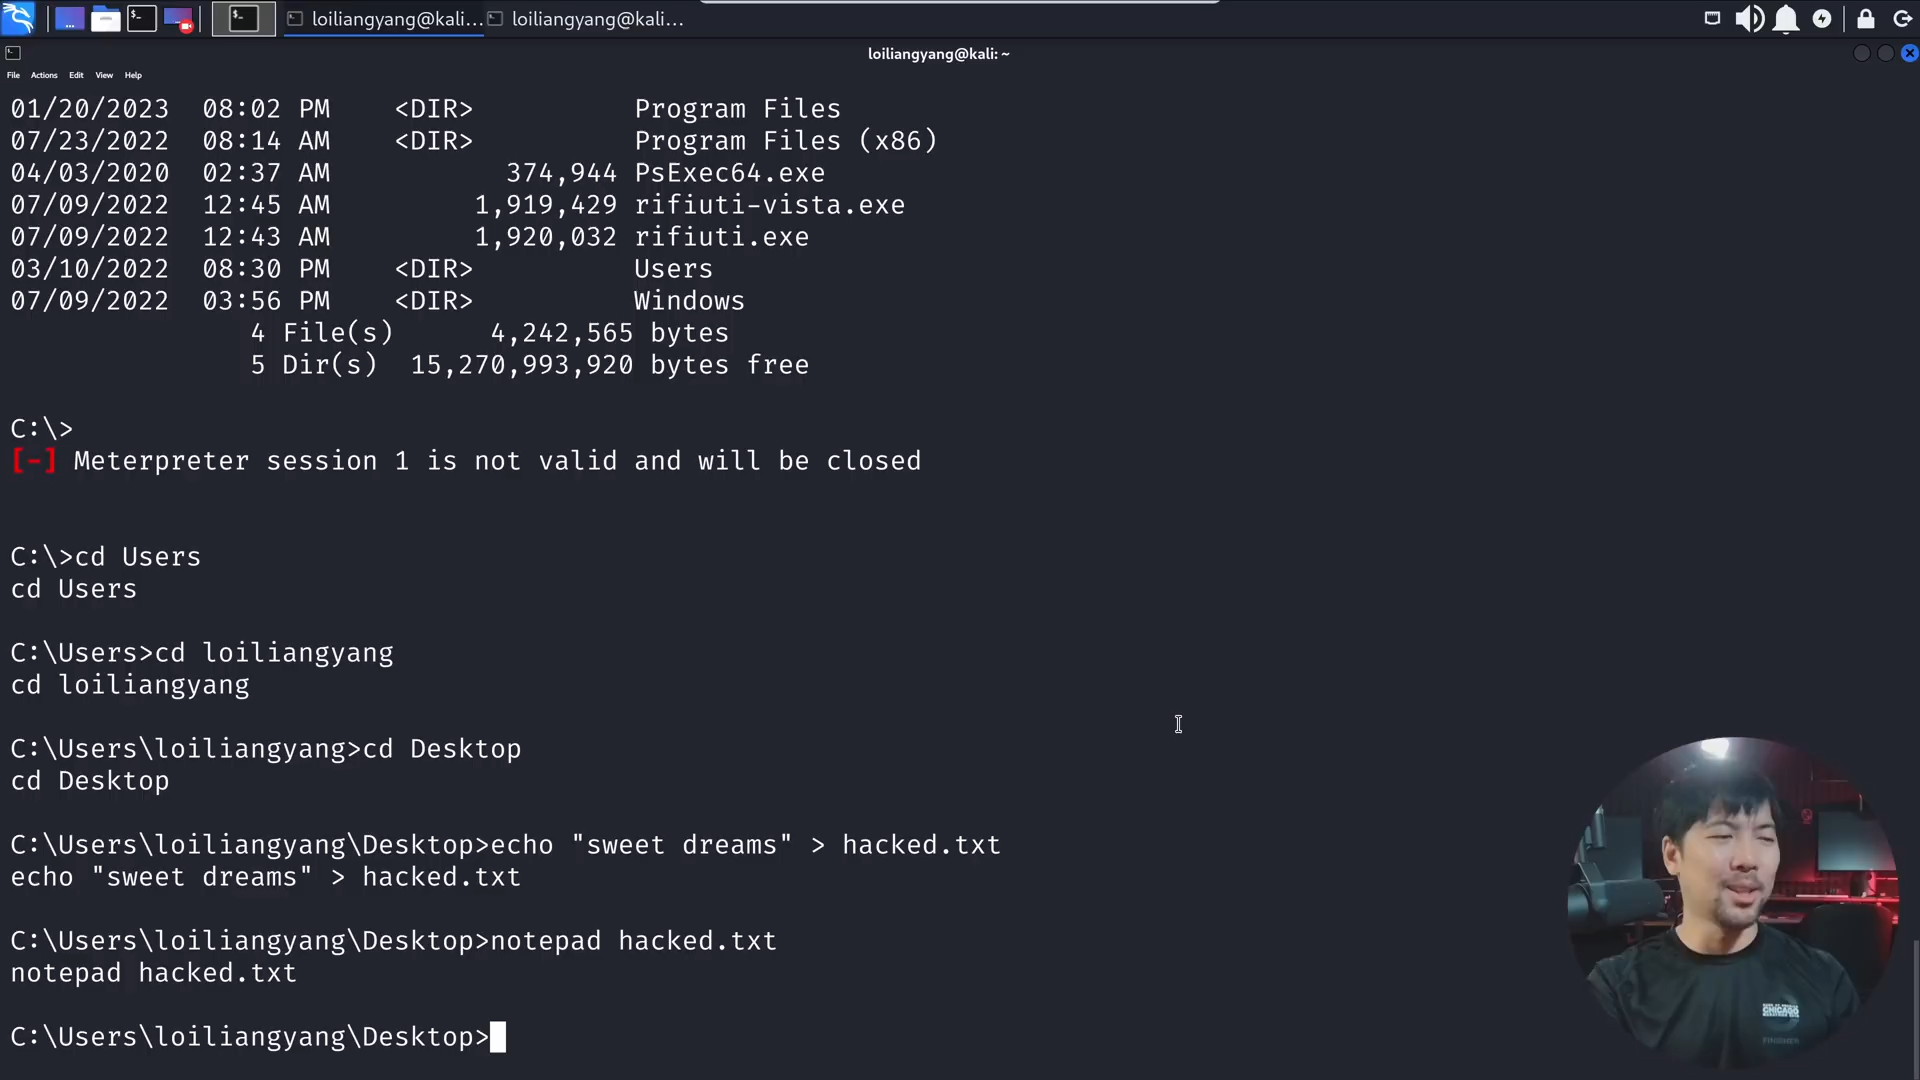 loiliangyang@kali... loiliangyang@kali...
loiliangyang@kali: ~
File Actions Edit View Help
01/20/2023  08:02 PM    <DIR>          Program Files
07/23/2022  08:14 AM    <DIR>          Program Files (x86)
04/03/2020  02:37 AM           374,944 PsExec64.exe
07/09/2022  12:45 AM         1,919,429 rifiuti-vista.exe
07/09/2022  12:43 AM         1,920,032 rifiuti.exe
03/10/2022  08:30 PM    <DIR>          Users
07/09/2022  03:56 PM    <DIR>          Windows
               4 File(s)      4,242,565 bytes
               5 Dir(s)  15,270,993,920 bytes free
C:\>
[-] Meterpreter session 1 is not valid and will be closed
C:\>cd Users
cd Users
C:\Users>cd loiliangyang
cd loiliangyang
C:\Users\loiliangyang>cd Desktop
cd Desktop
C:\Users\loiliangyang\Desktop>echo "sweet dreams" > hacked.txt
echo "sweet dreams" > hacked.txt
C:\Users\loiliangyang\Desktop>notepad hacked.txt
notepad hacked.txt
C:\Users\loiliangyang\Desktop>
CHICAGO
FINISHER